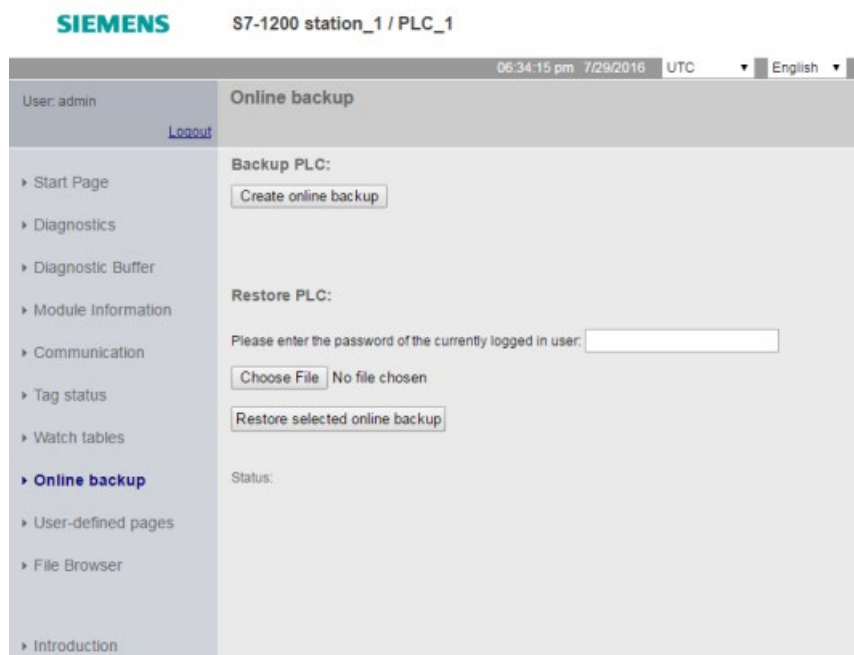 SIEMENS
S7-1200 station_1 / PLC_1
06:34:15 pm 7/29/2016
UTC
English
User: admin
Logout
Online backup
Start Page
Diagnostics
Diagnostic Buffer
Module Information
Communication
Tag status
Watch tables
Online backup
User-defined pages
File Browser
Introduction
Backup PLC:
Create online backup
Restore PLC:
Please enter the password of the currently logged in user:
Choose File No file chosen
Restore selected online backup
Status: